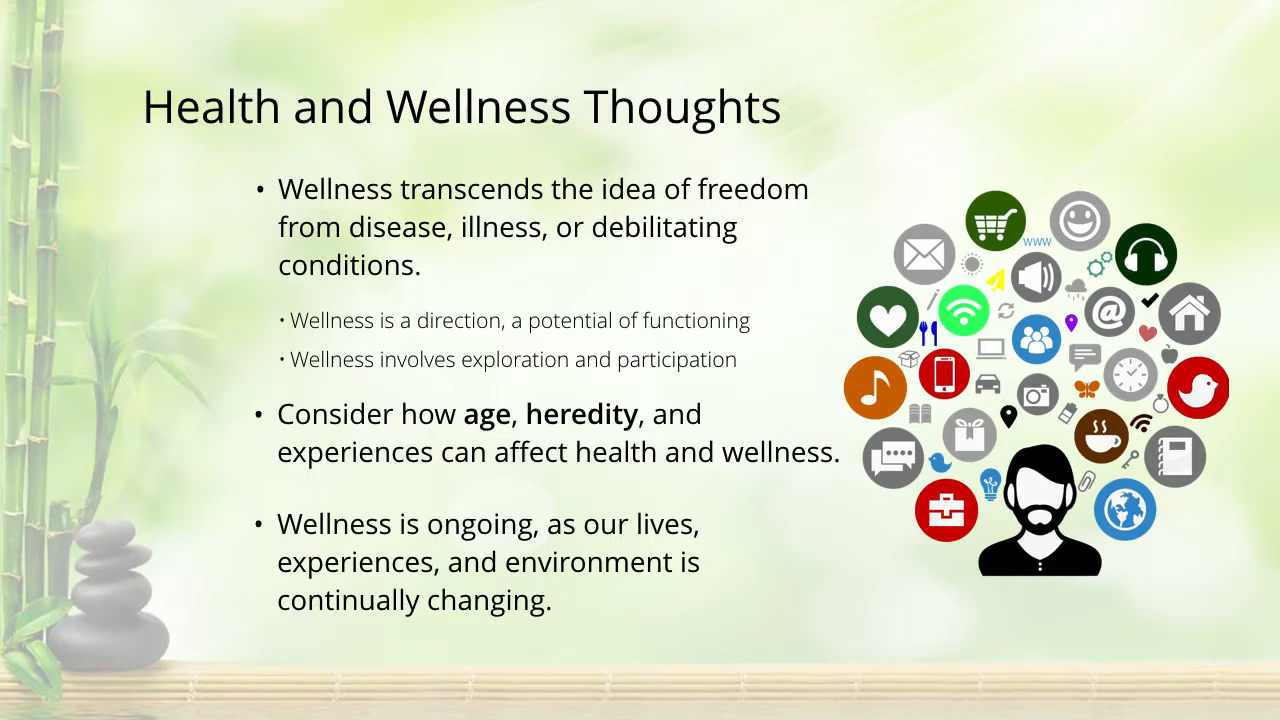 Health and Wellness Thoughts
• Wellness transcends the idea of freedom
from disease, illness, or debilitating
conditions.
• Wellness is a direction, a potential of functioning
• Wellness involves exploration and participation
• Consider how age, heredity, and
experiences can affect health and wellness.
• Wellness is ongoing, as our lives,
experiences, and environment is
continually changing.
www
@